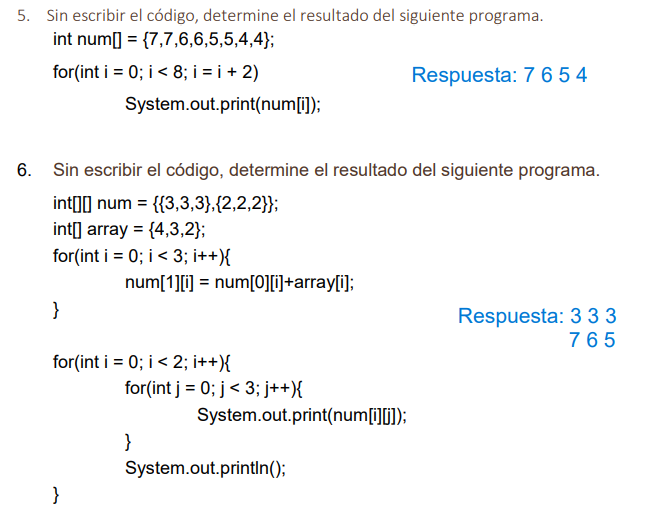 5. Sin escribir el código, determine el resultado del siguiente programa.
int num[] = {7,7,6,6,5,5,4,4};
for(int i = 0; i < 8; i = i + 2)
Respuesta: 7 6 5 4
System.out.print(num[i]);
6. Sin escribir el código, determine el resultado del siguiente programa.
int[][] num = {{3,3,3},{2,2,2}};
int[] array = {4,3,2};
for(int i = 0; i < 3; i++){
num[1][i] = num[0][i]+array[i];
}
Respuesta: 3 3 3
7 6 5
for(int i = 0; i < 2; i++){
for(int j = 0; j < 3; j++){
System.out.print(num[i][j]);
}
System.out.println();
}